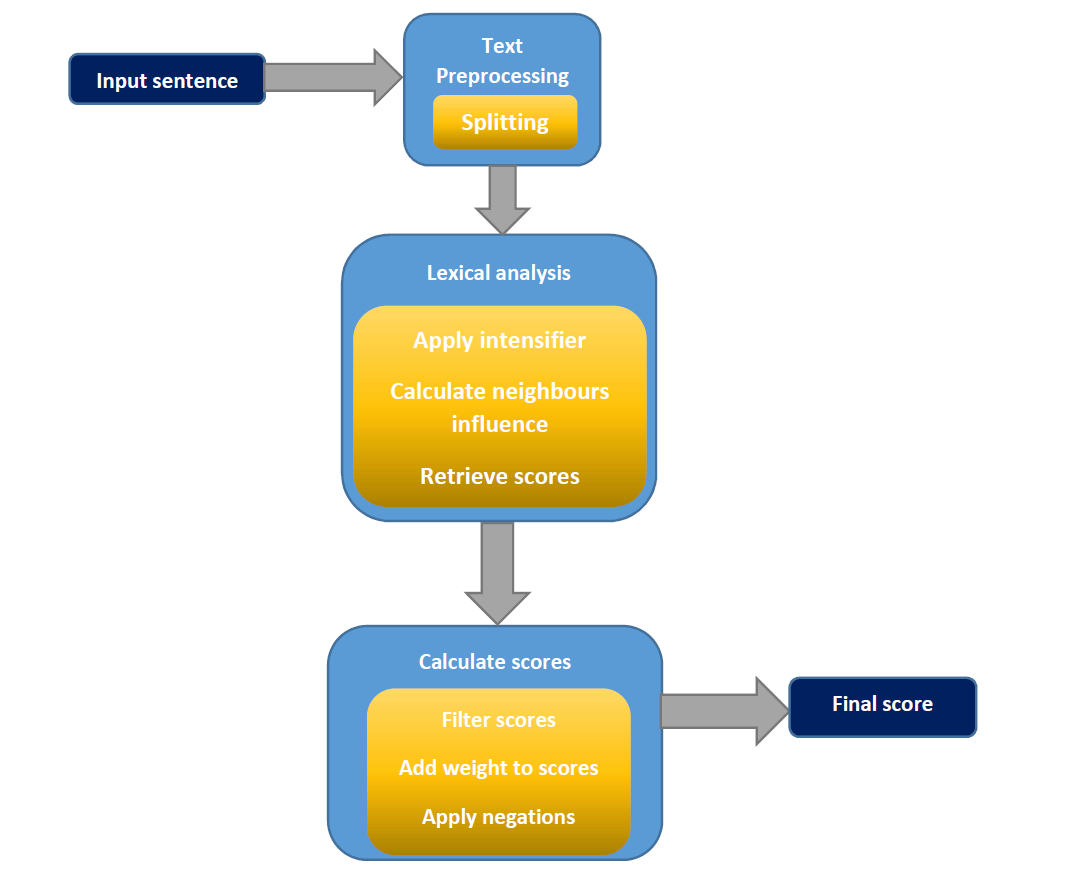 Input sentence
Text
Preprocessing
Splitting
Lexical analysis
Apply intensifier
Calculate neighbours
influence
Retrieve scores
Calculate scores
Filter scores
Add weight to scores
Apply negations
Final score